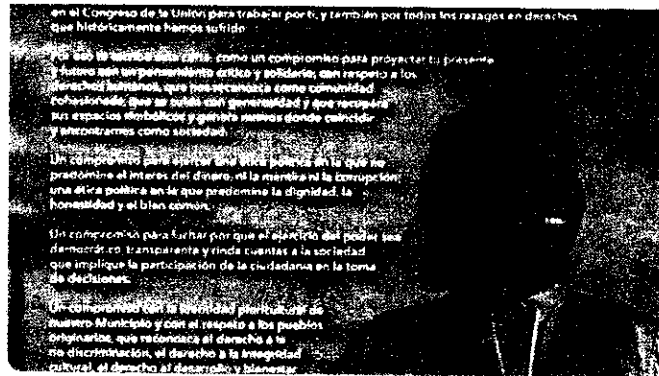 en el Congreso de la Unión para trabajar por ti, y también por todos los rezagos en derechos
que históricamente hemos sufrido.
Por eso te escribo esta carta, como un compromiso para proyectar tu presente
y futuro con un pensamiento crítico y solidario, con respeto a los
derechos humanos, que nos reconozca como comunidad
cohesionada, que se cuida con generosidad y que recupera
sus espacios simbólicos y genera nuevos donde coincidir
y encontrarnos como sociedad.
Un compromiso para ejercer una ética política en la que no
predomine el interes del dinero, ni la mentira ni la corrupción;
una ética política en la que predomine la dignidad, la
honestidad y el bien común.
Un compromiso para luchar por que el ejercicio del poder sea
democrático, transparente y rinda cuentas a la sociedad
que implique la participación de la ciudadanía en la toma
de decisiones.
Un compromiso con la identidad pluricultural de
nuestro Municipio y con el respeto a los pueblos
originarios, que reconozca el derecho a la
no discriminación, el derecho a la integridad
cultural, el derecho al desarrollo y bienestar